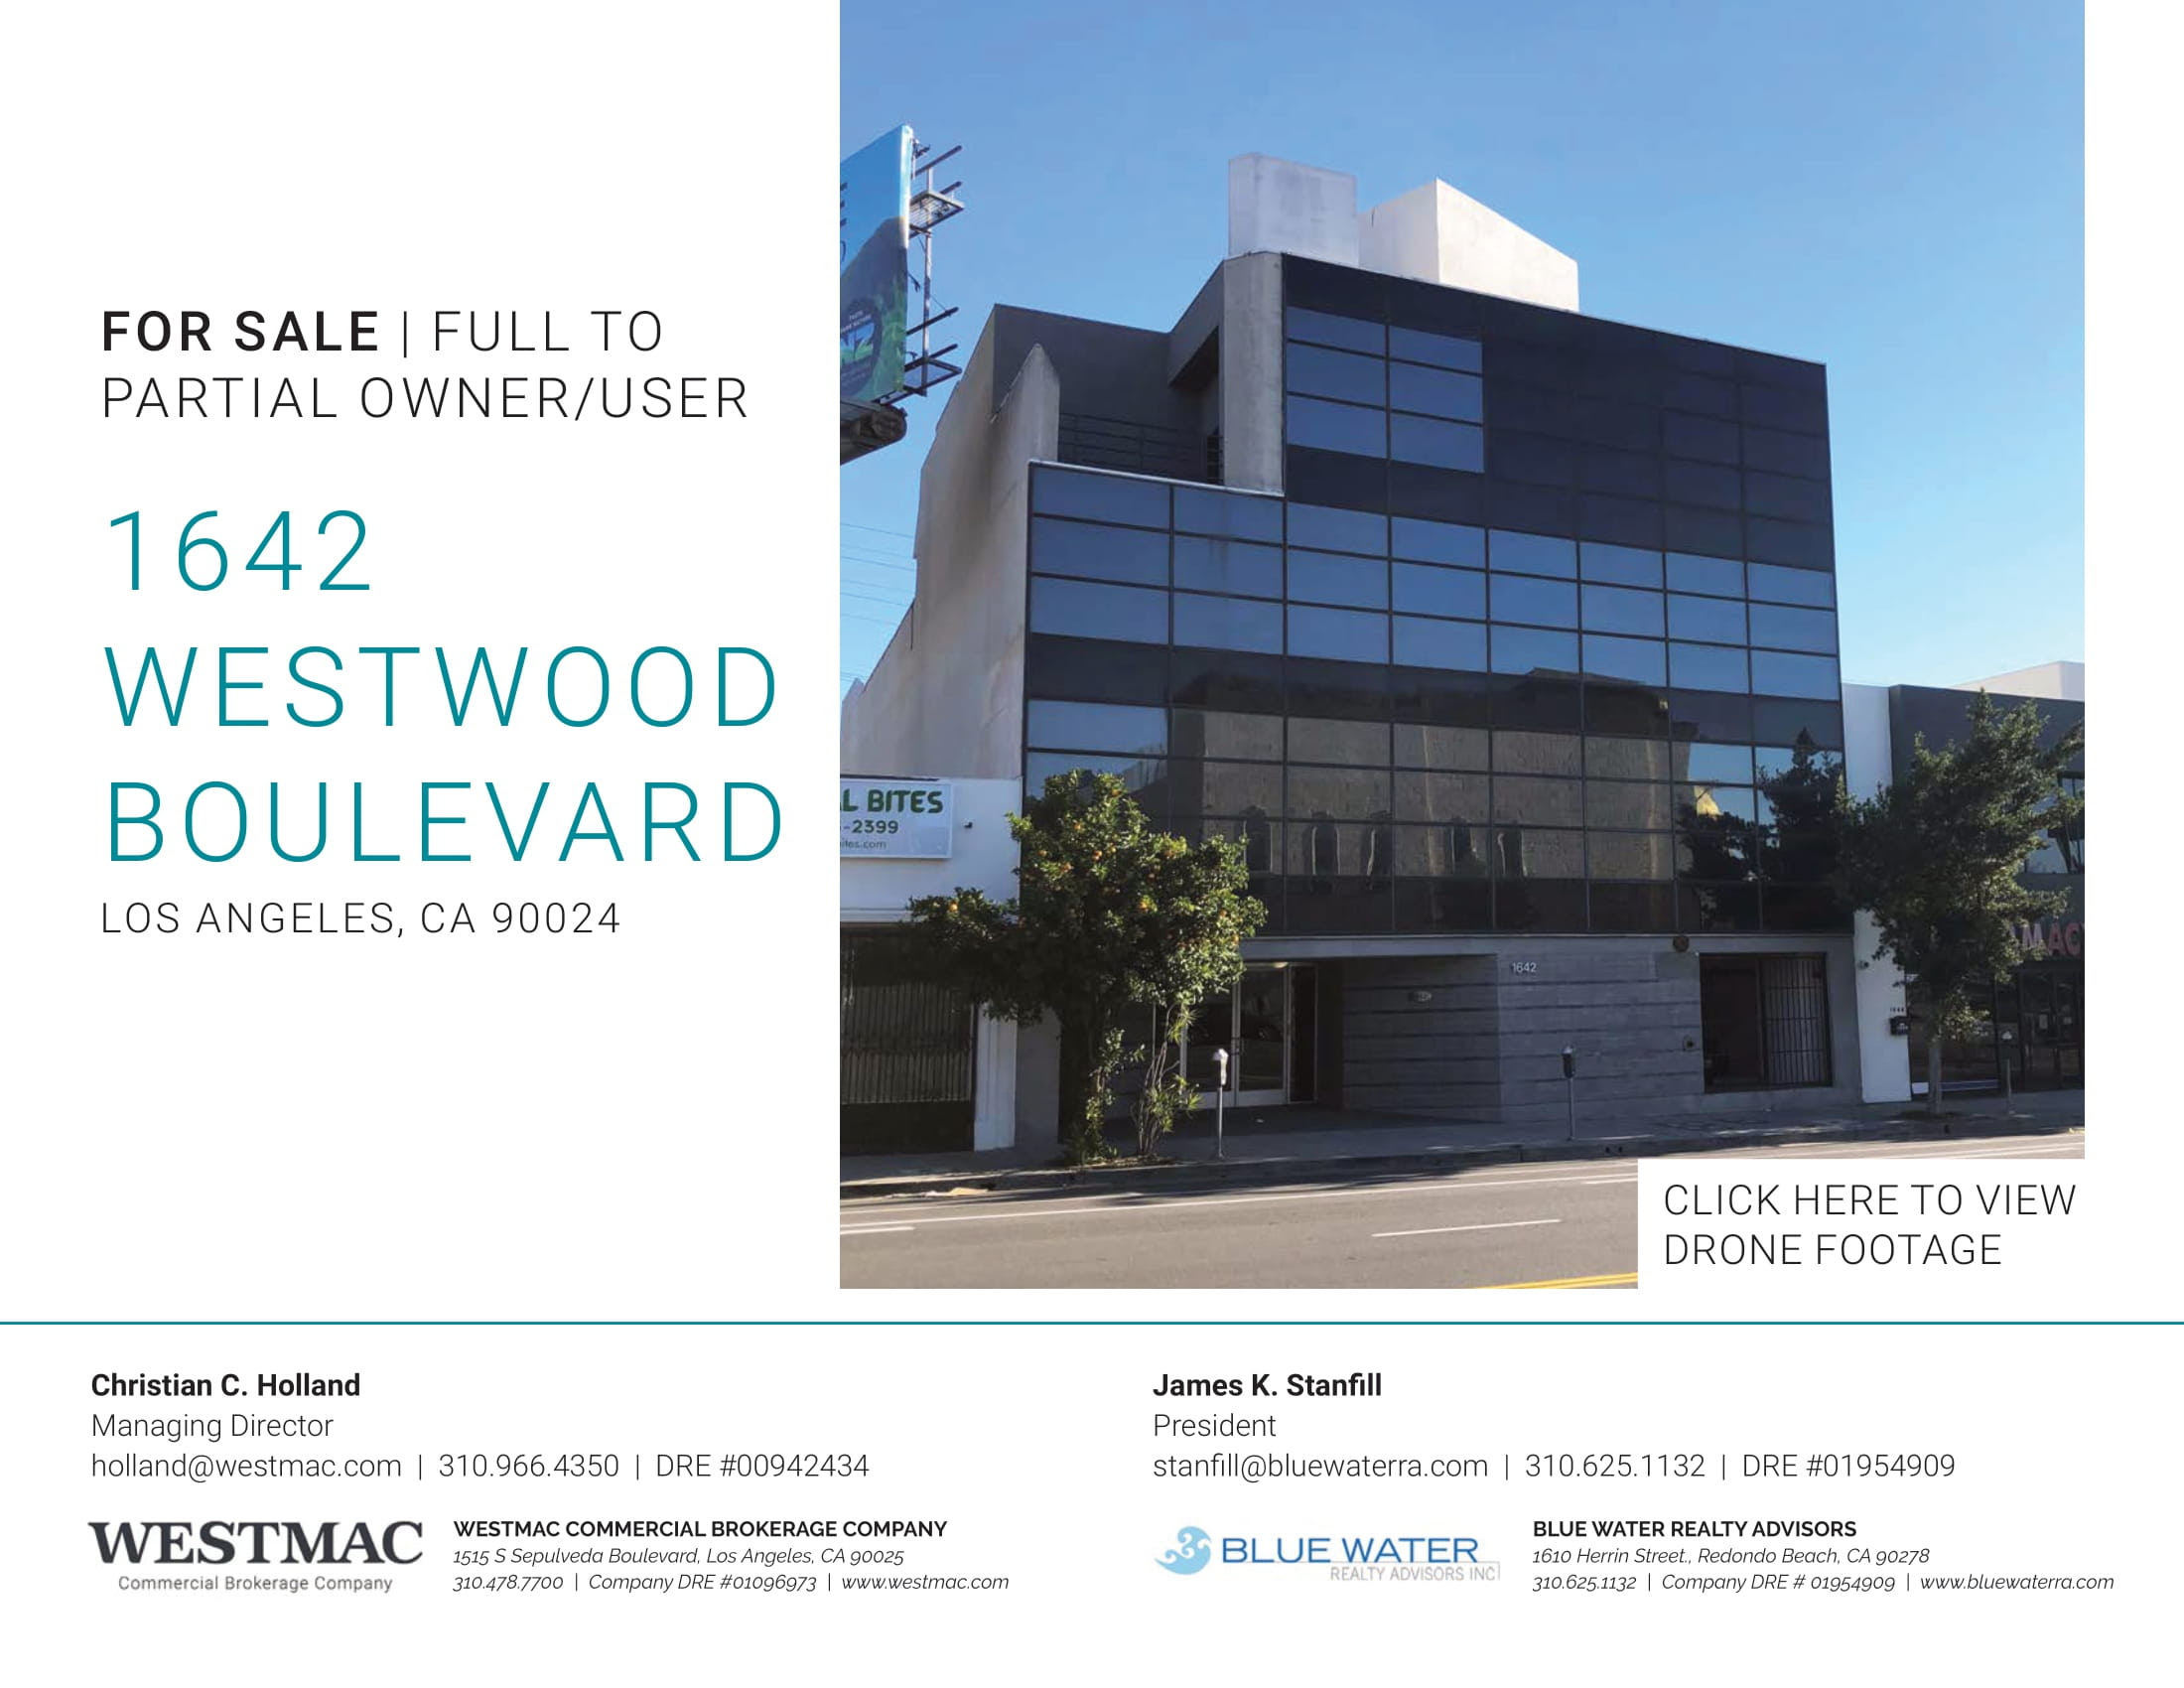 FOR SALE | FULL TO
PARTIAL OWNER/USER
1642
WESTWOOD
BOULEVARD
LOS ANGELES, CA 90024
L BITES
-2399
1642
MAC
CLICK HERE TO VIEW
DRONE FOOTAGE
Christian C. Holland
Managing Director
holland@westmac.com | 310.966.4350 | DRE #00942434
WESTMAC
Commercial Brokerage Company
WESTMAC COMMERCIAL BROKERAGE COMPANY
1515 S Sepulveda Boulevard, Los Angeles, CA 90025
310.478.7700 | Company DRE #01096973 | www.westmac.com
James K. Stanfill
President
stanfill@bluewaterra.com | 310.625.1132 | DRE #01954909
BLUE WATER
REALTY ADVISORS INC
BLUE WATER REALTY ADVISORS
1610 Herrin Street., Redondo Beach, CA 90278
310.625.1132 | Company DRE # 01954909 | www.bluewaterra.com